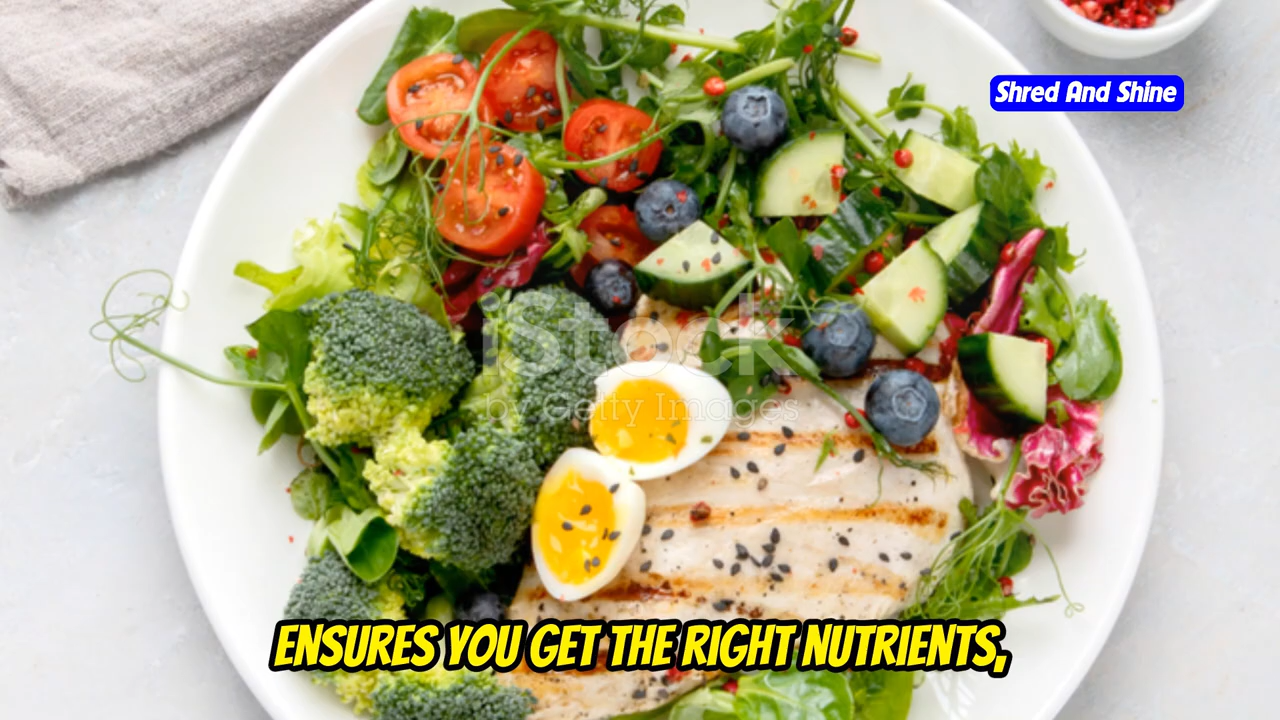 Shred And Shine
iStock
by Getty Images
ENSURES YOU GET THE RIGHT NUTRIENTS,